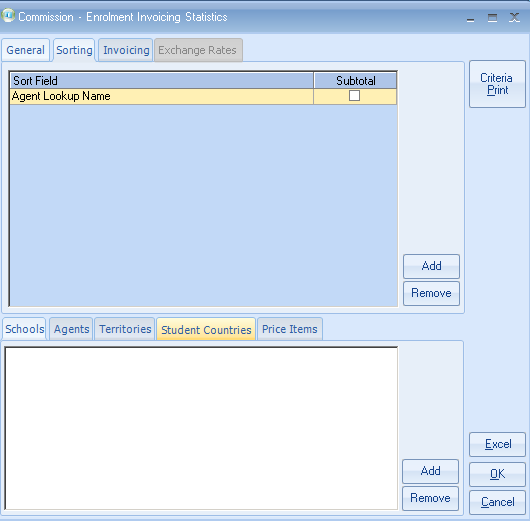 Commission - Enrolment Invoicing Statistics
General Sorting Invoicing Exchange Rates
Sort Field Subtotal
Agent Lookup Name
Criteria
Print
Add
Remove
Schools Agents Territories Student Countries Price Items
Add
Remove
Excel
OK
Cancel